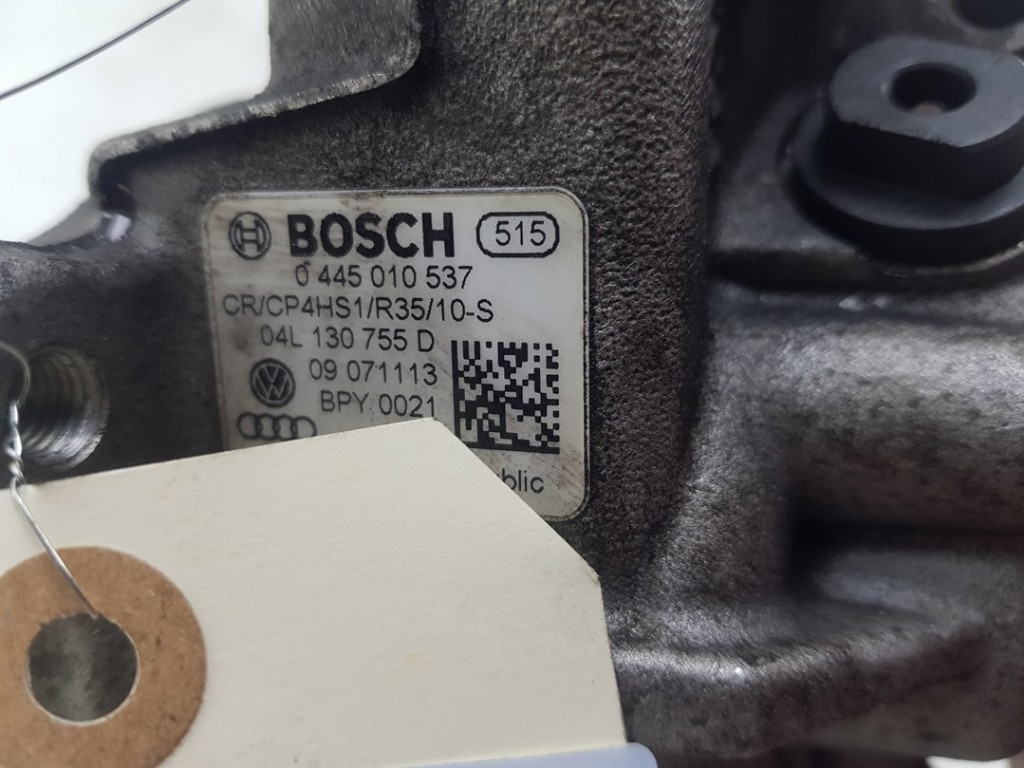 BOSCH 515
0 445 010 537
CR/CP4HS1/R35/10-S
04L 130 755 D
09 071113
BPY 0021
blic